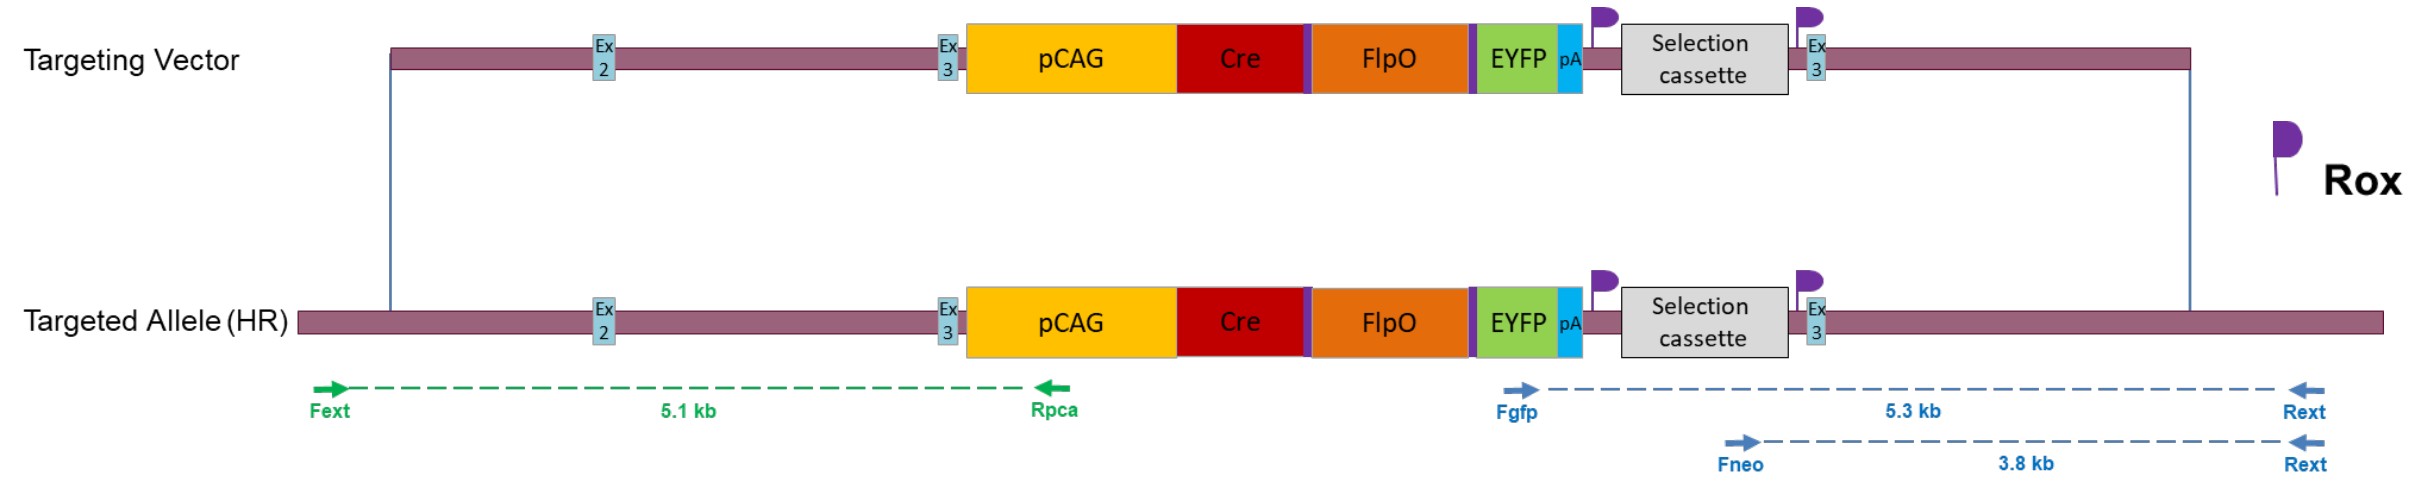 Targeting Vector
Ex
2
Ex
3
pCAG
Cre
FlpO
EYFP
pA
Selection
cassette
Ex
3
Rox
Targeted Allele (HR)
Ex
2
Ex
3
pCAG
Cre
FlpO
EYFP
pA
Selection
cassette
Ex
3
Fext
5.1 kb
Rpca
Fgfp
5.3 kb
Rext
Fneo
3.8 kb
Rext